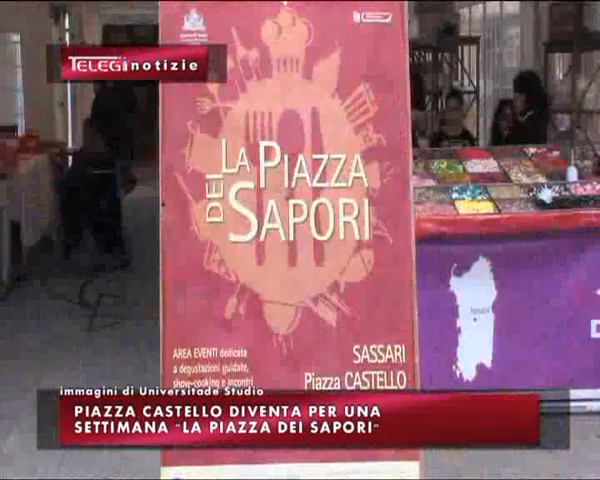 TELEGInotizie
LA PIAZZA
DEI SAPORI
AREA EVENTI dedicata
a degustazioni guidate,
show-cooking e incontri
SASSARI
Piazza CASTELLO
immagini di Universitade Studio
PIAZZA CASTELLO DIVENTA PER UNA
SETTIMANA "LA PIAZZA DEI SAPORI"